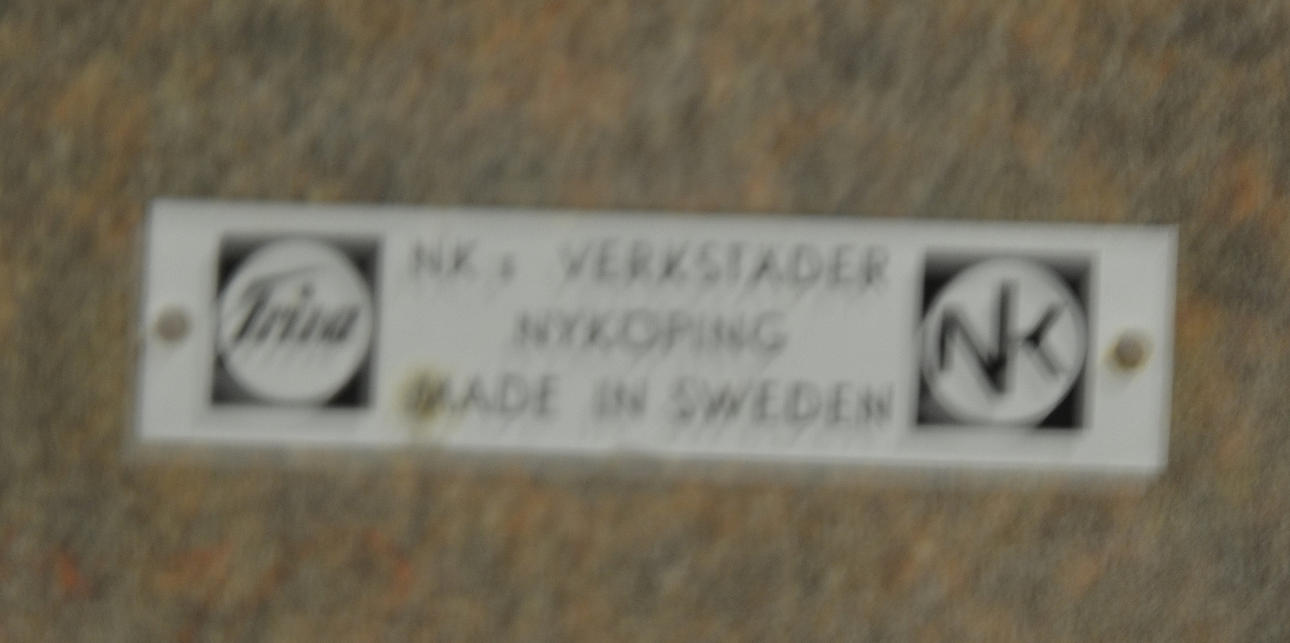 Triva
NK:s VERKSTÄDER
NYKÖPING
MADE IN SWEDEN
NK